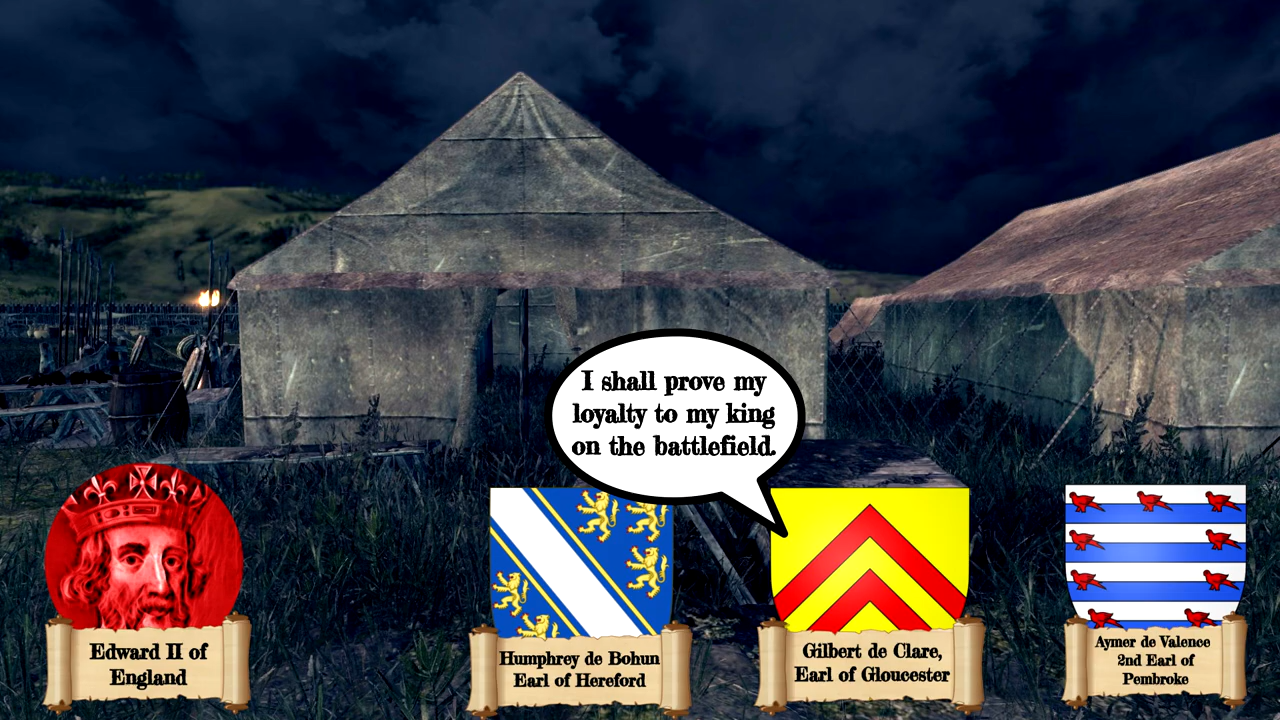 I shall prove my
loyalty to my king
on the battlefield.
Edward II of
England
Humphrey de Bohun
Earl of Hereford
Gilbert de Clare,
Earl of Gloucester
Aymer de Valence
2nd Earl of
Pembroke